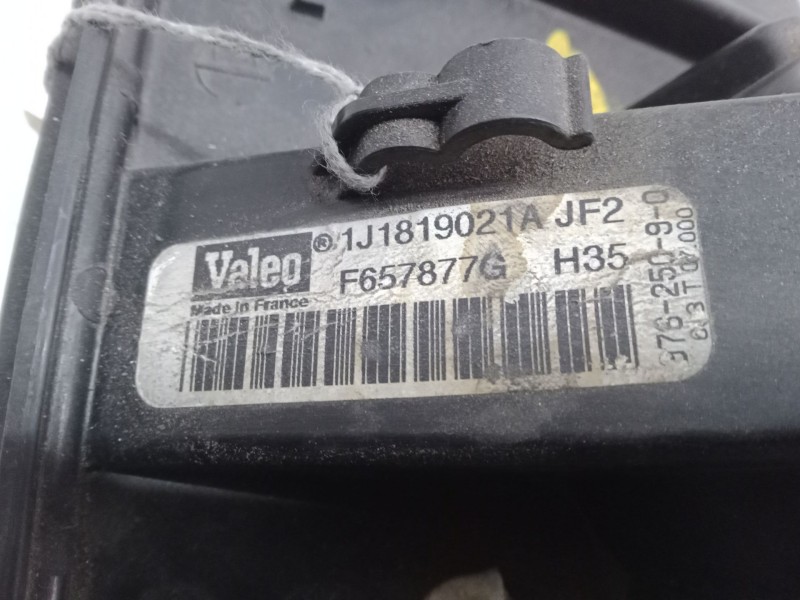 Valeo ® 1J1819021A JF2
Made in France F657877G H35
976-250-9-0